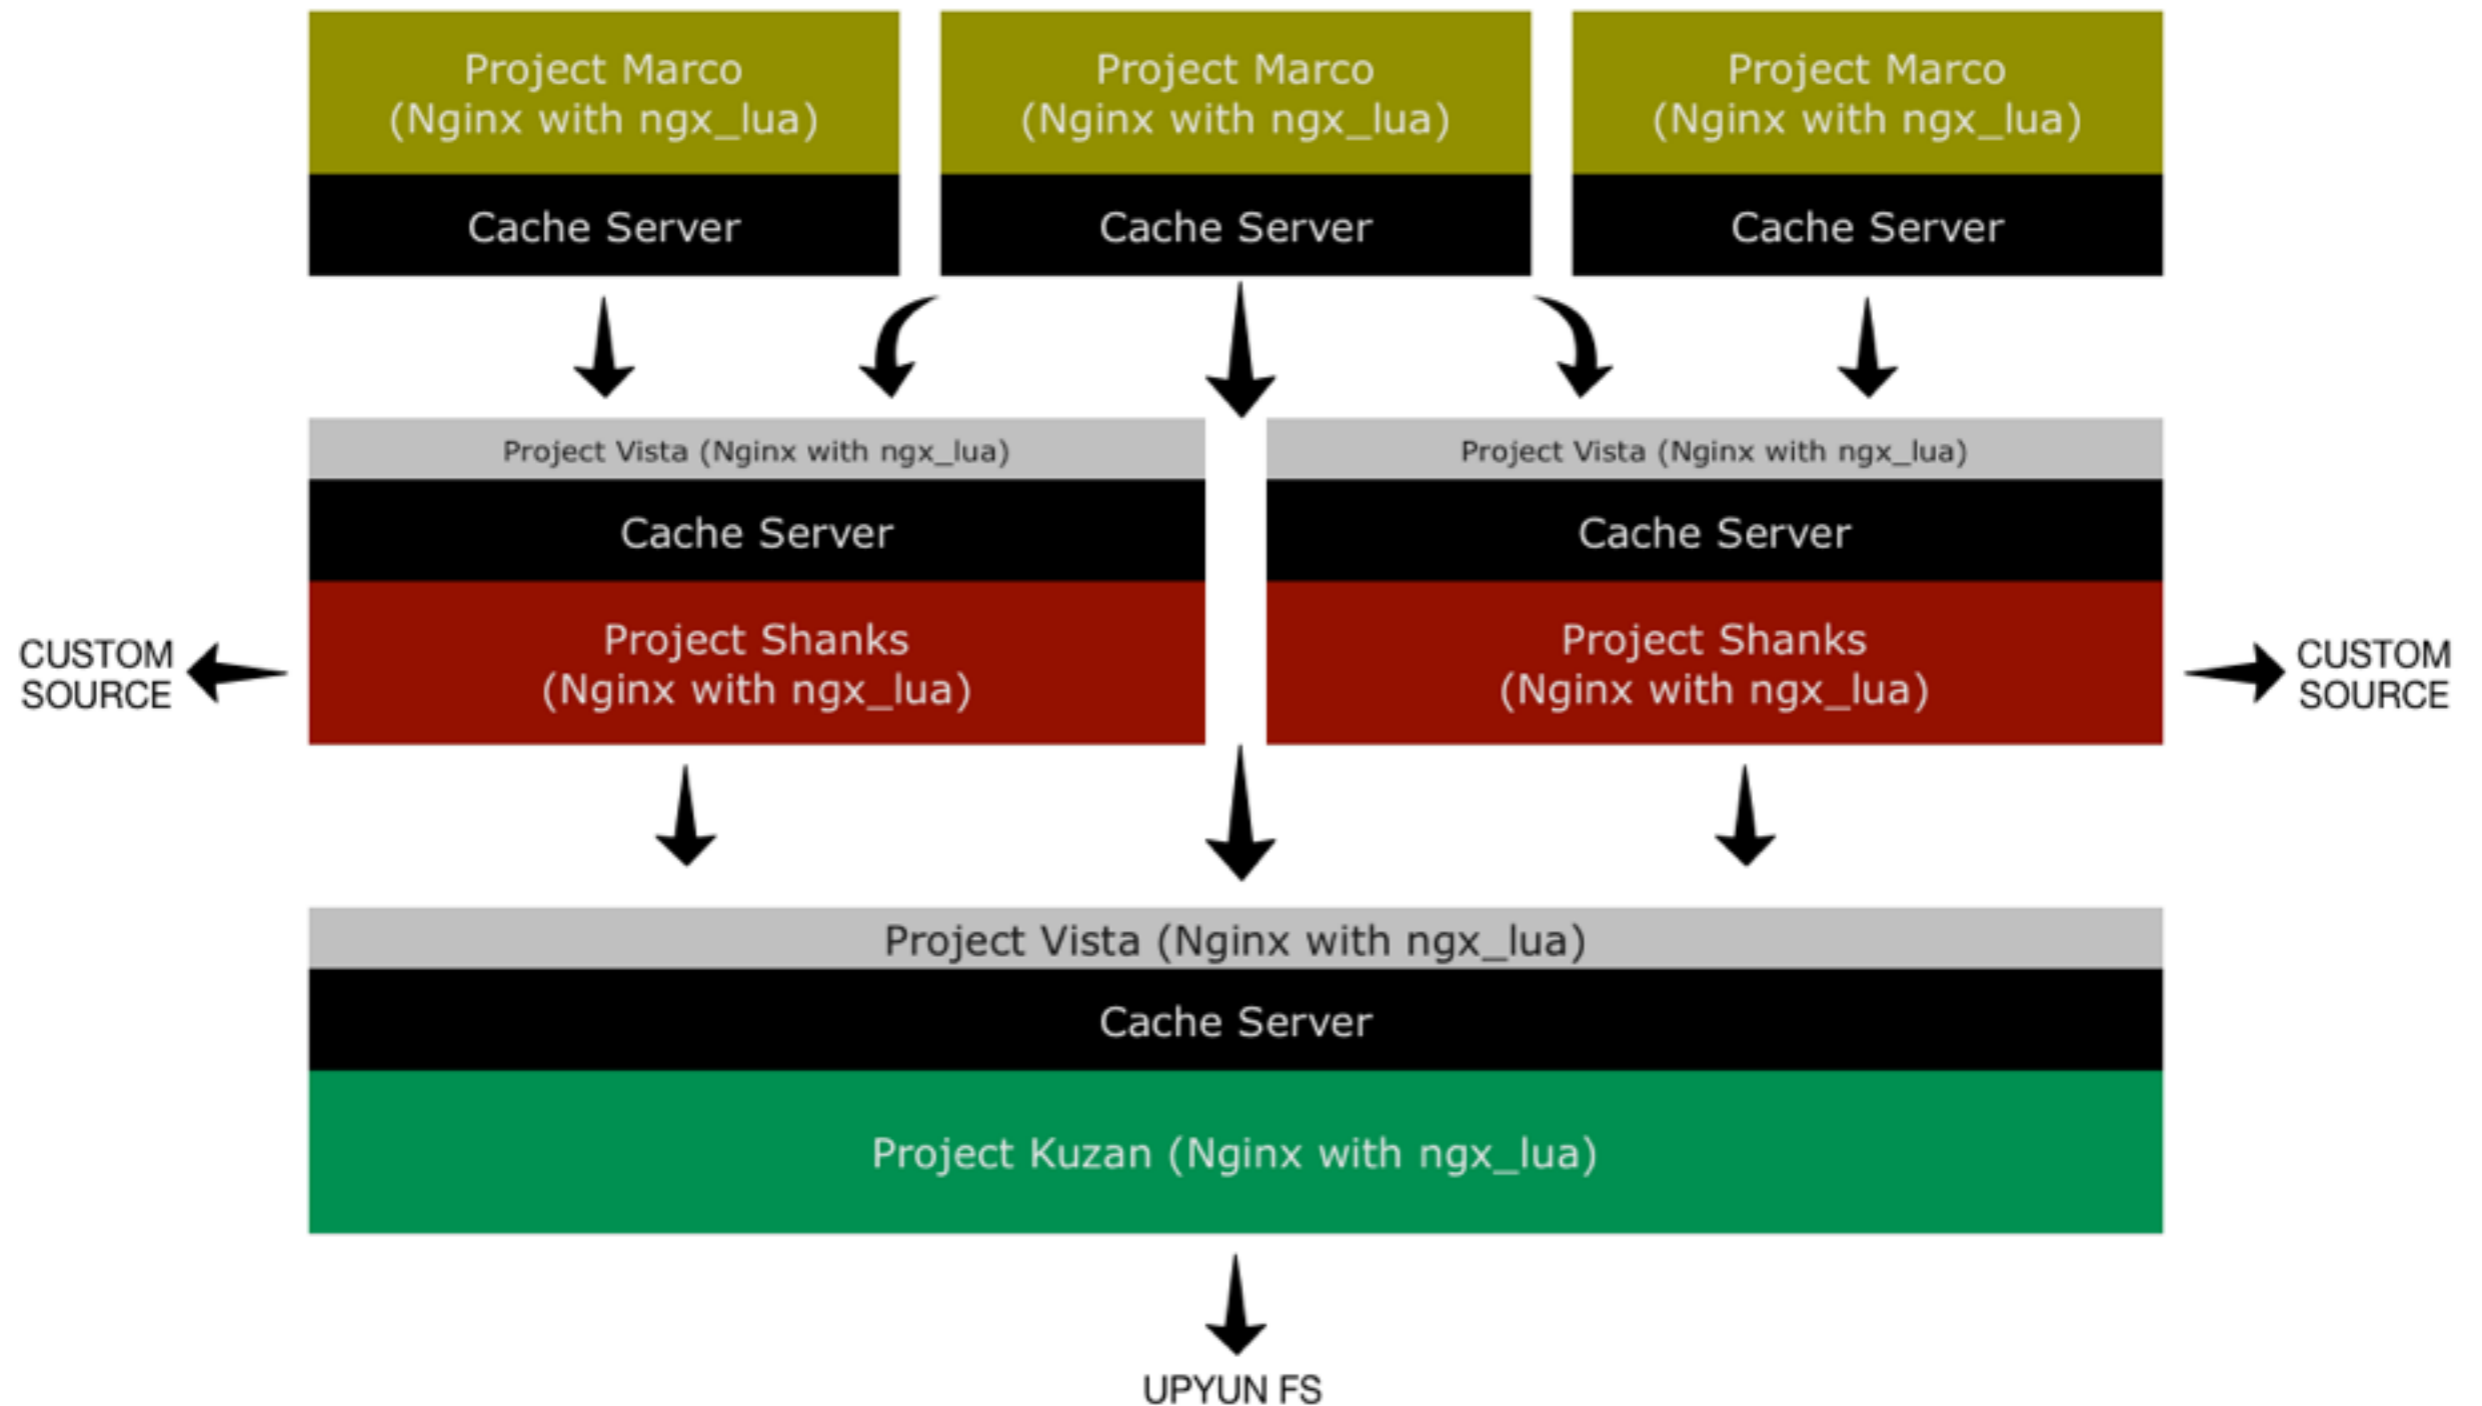 Project Marco
(Nginx with ngx_lua)
Cache Server
Project Marco
(Nginx with ngx_lua)
Cache Server
Project Marco
(Nginx with ngx_lua)
Cache Server
Project Vista (Nginx with ngx_lua)
Cache Server
Project Shanks
(Nginx with ngx_lua)
Project Vista (Nginx with ngx_lua)
Cache Server
Project Shanks
(Nginx with ngx_lua)
CUSTOM
SOURCE
CUSTOM
SOURCE
Project Vista (Nginx with ngx_lua)
Cache Server
Project Kuzan (Nginx with ngx_lua)
UPYUN FS